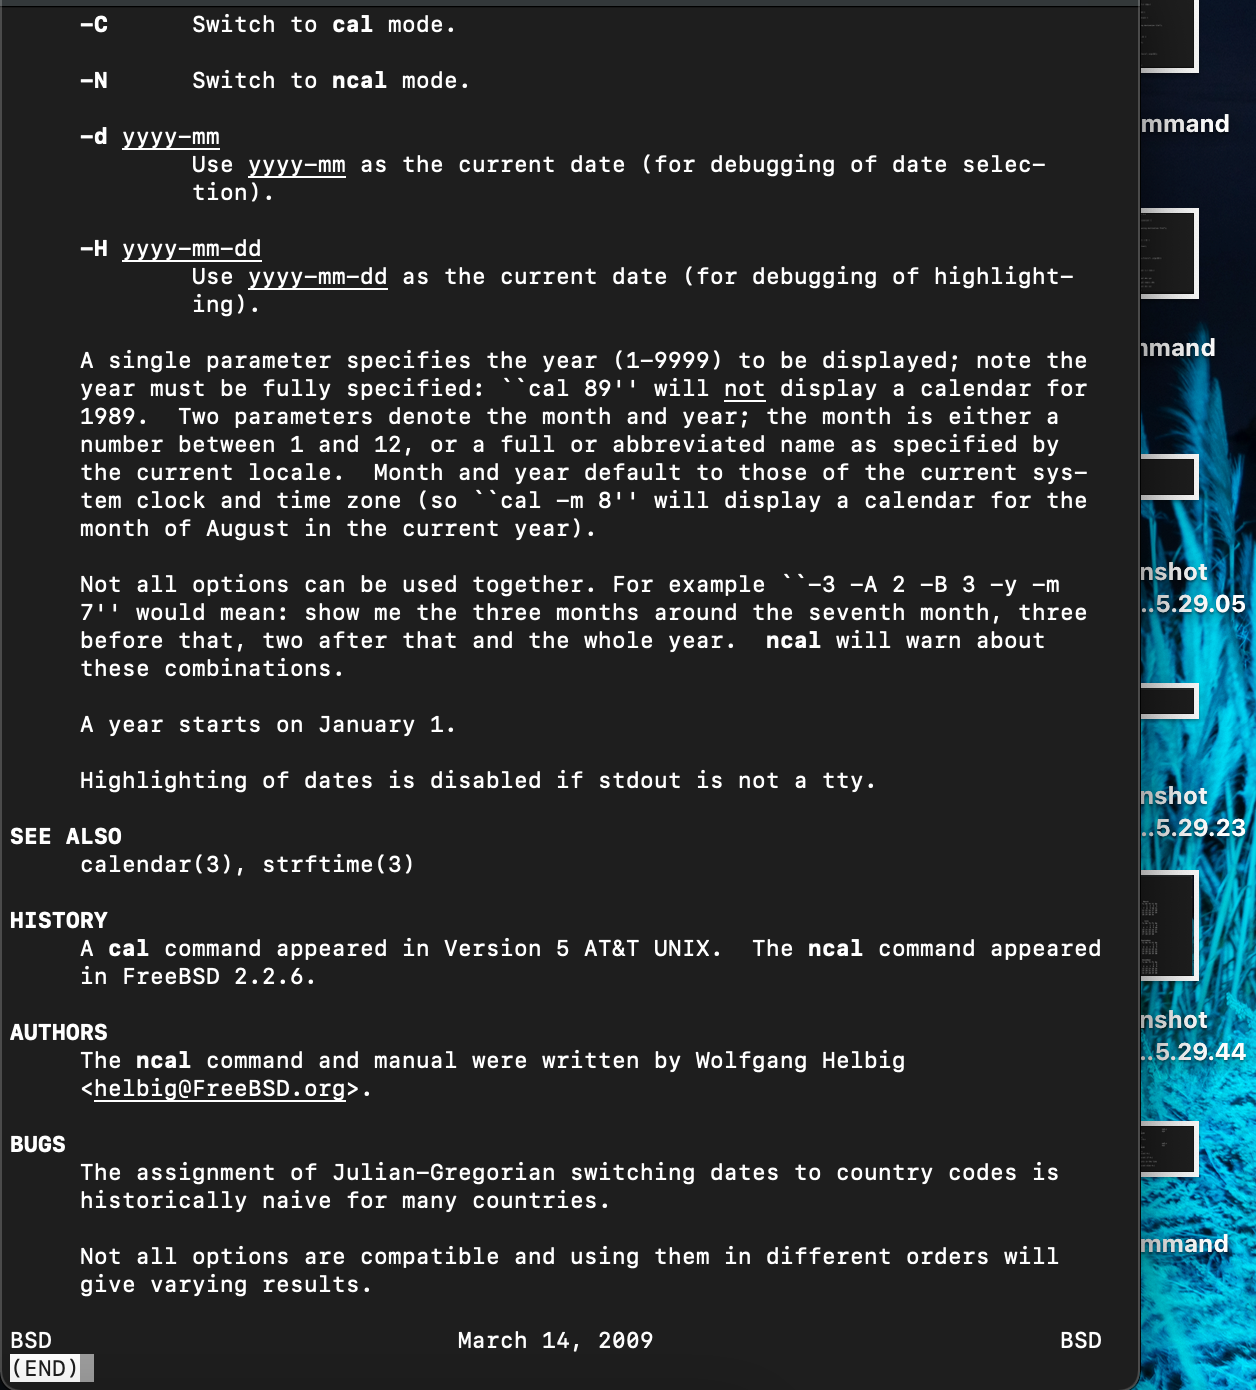 -C      Switch to cal mode.
-N      Switch to ncal mode.
-d yyyy-mm
Use yyyy-mm as the current date (for debugging of date selec-
tion).
-H yyyy-mm-dd
Use yyyy-mm-dd as the current date (for debugging of highlight-
ing).
A single parameter specifies the year (1-9999) to be displayed; note the
year must be fully specified: ``cal 89'' will not display a calendar for
1989.  Two parameters denote the month and year; the month is either a
number between 1 and 12, or a full or abbreviated name as specified by
the current locale.  Month and year default to those of the current sys-
tem clock and time zone (so ``cal -m 8'' will display a calendar for the
month of August in the current year).
Not all options can be used together. For example ``-3 -A 2 -B 3 -y -m
7'' would mean: show me the three months around the seventh month, three
before that, two after that and the whole year.  ncal will warn about
these combinations.
A year starts on January 1.
Highlighting of dates is disabled if stdout is not a tty.
SEE ALSO
calendar(3), strftime(3)
HISTORY
A cal command appeared in Version 5 AT&T UNIX.  The ncal command appeared
in FreeBSD 2.2.6.
AUTHORS
The ncal command and manual were written by Wolfgang Helbig
<helbig@FreeBSD.org>.
BUGS
The assignment of Julian-Gregorian switching dates to country codes is
historically naive for many countries.
Not all options are compatible and using them in different orders will
give varying results.
BSD                             March 14, 2009                             BSD
(END)
mmand
mmand
nshot
..5.29.05
nshot
..5.29.23
nshot
..5.29.44
mmand